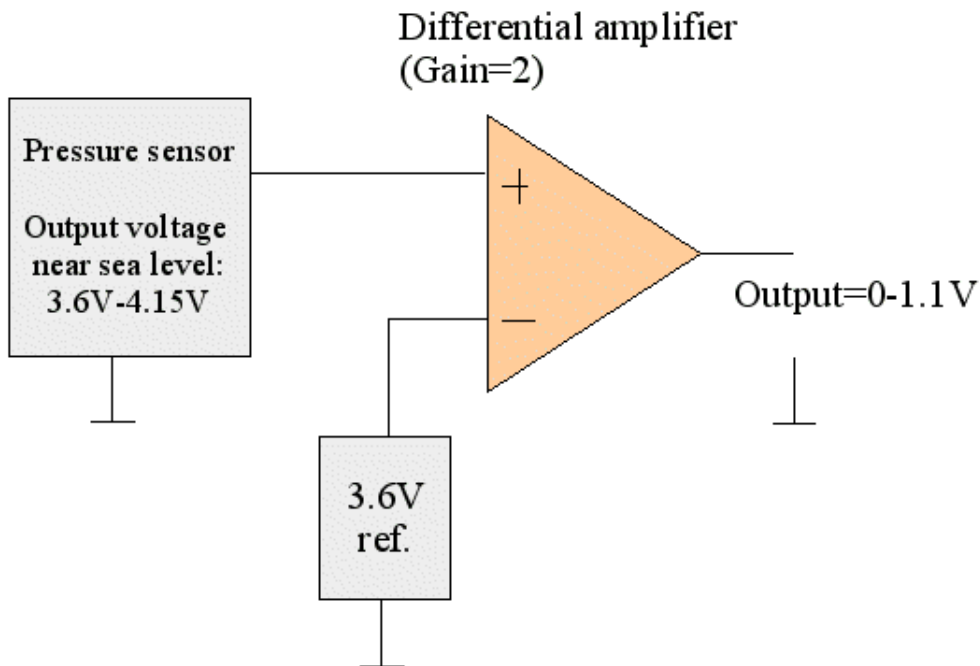 Differential amplifier
(Gain=2)
Pressure sensor
Output voltage
near sea level:
3.6V-4.15V
+
−
Output=0-1.1V
3.6V
ref.